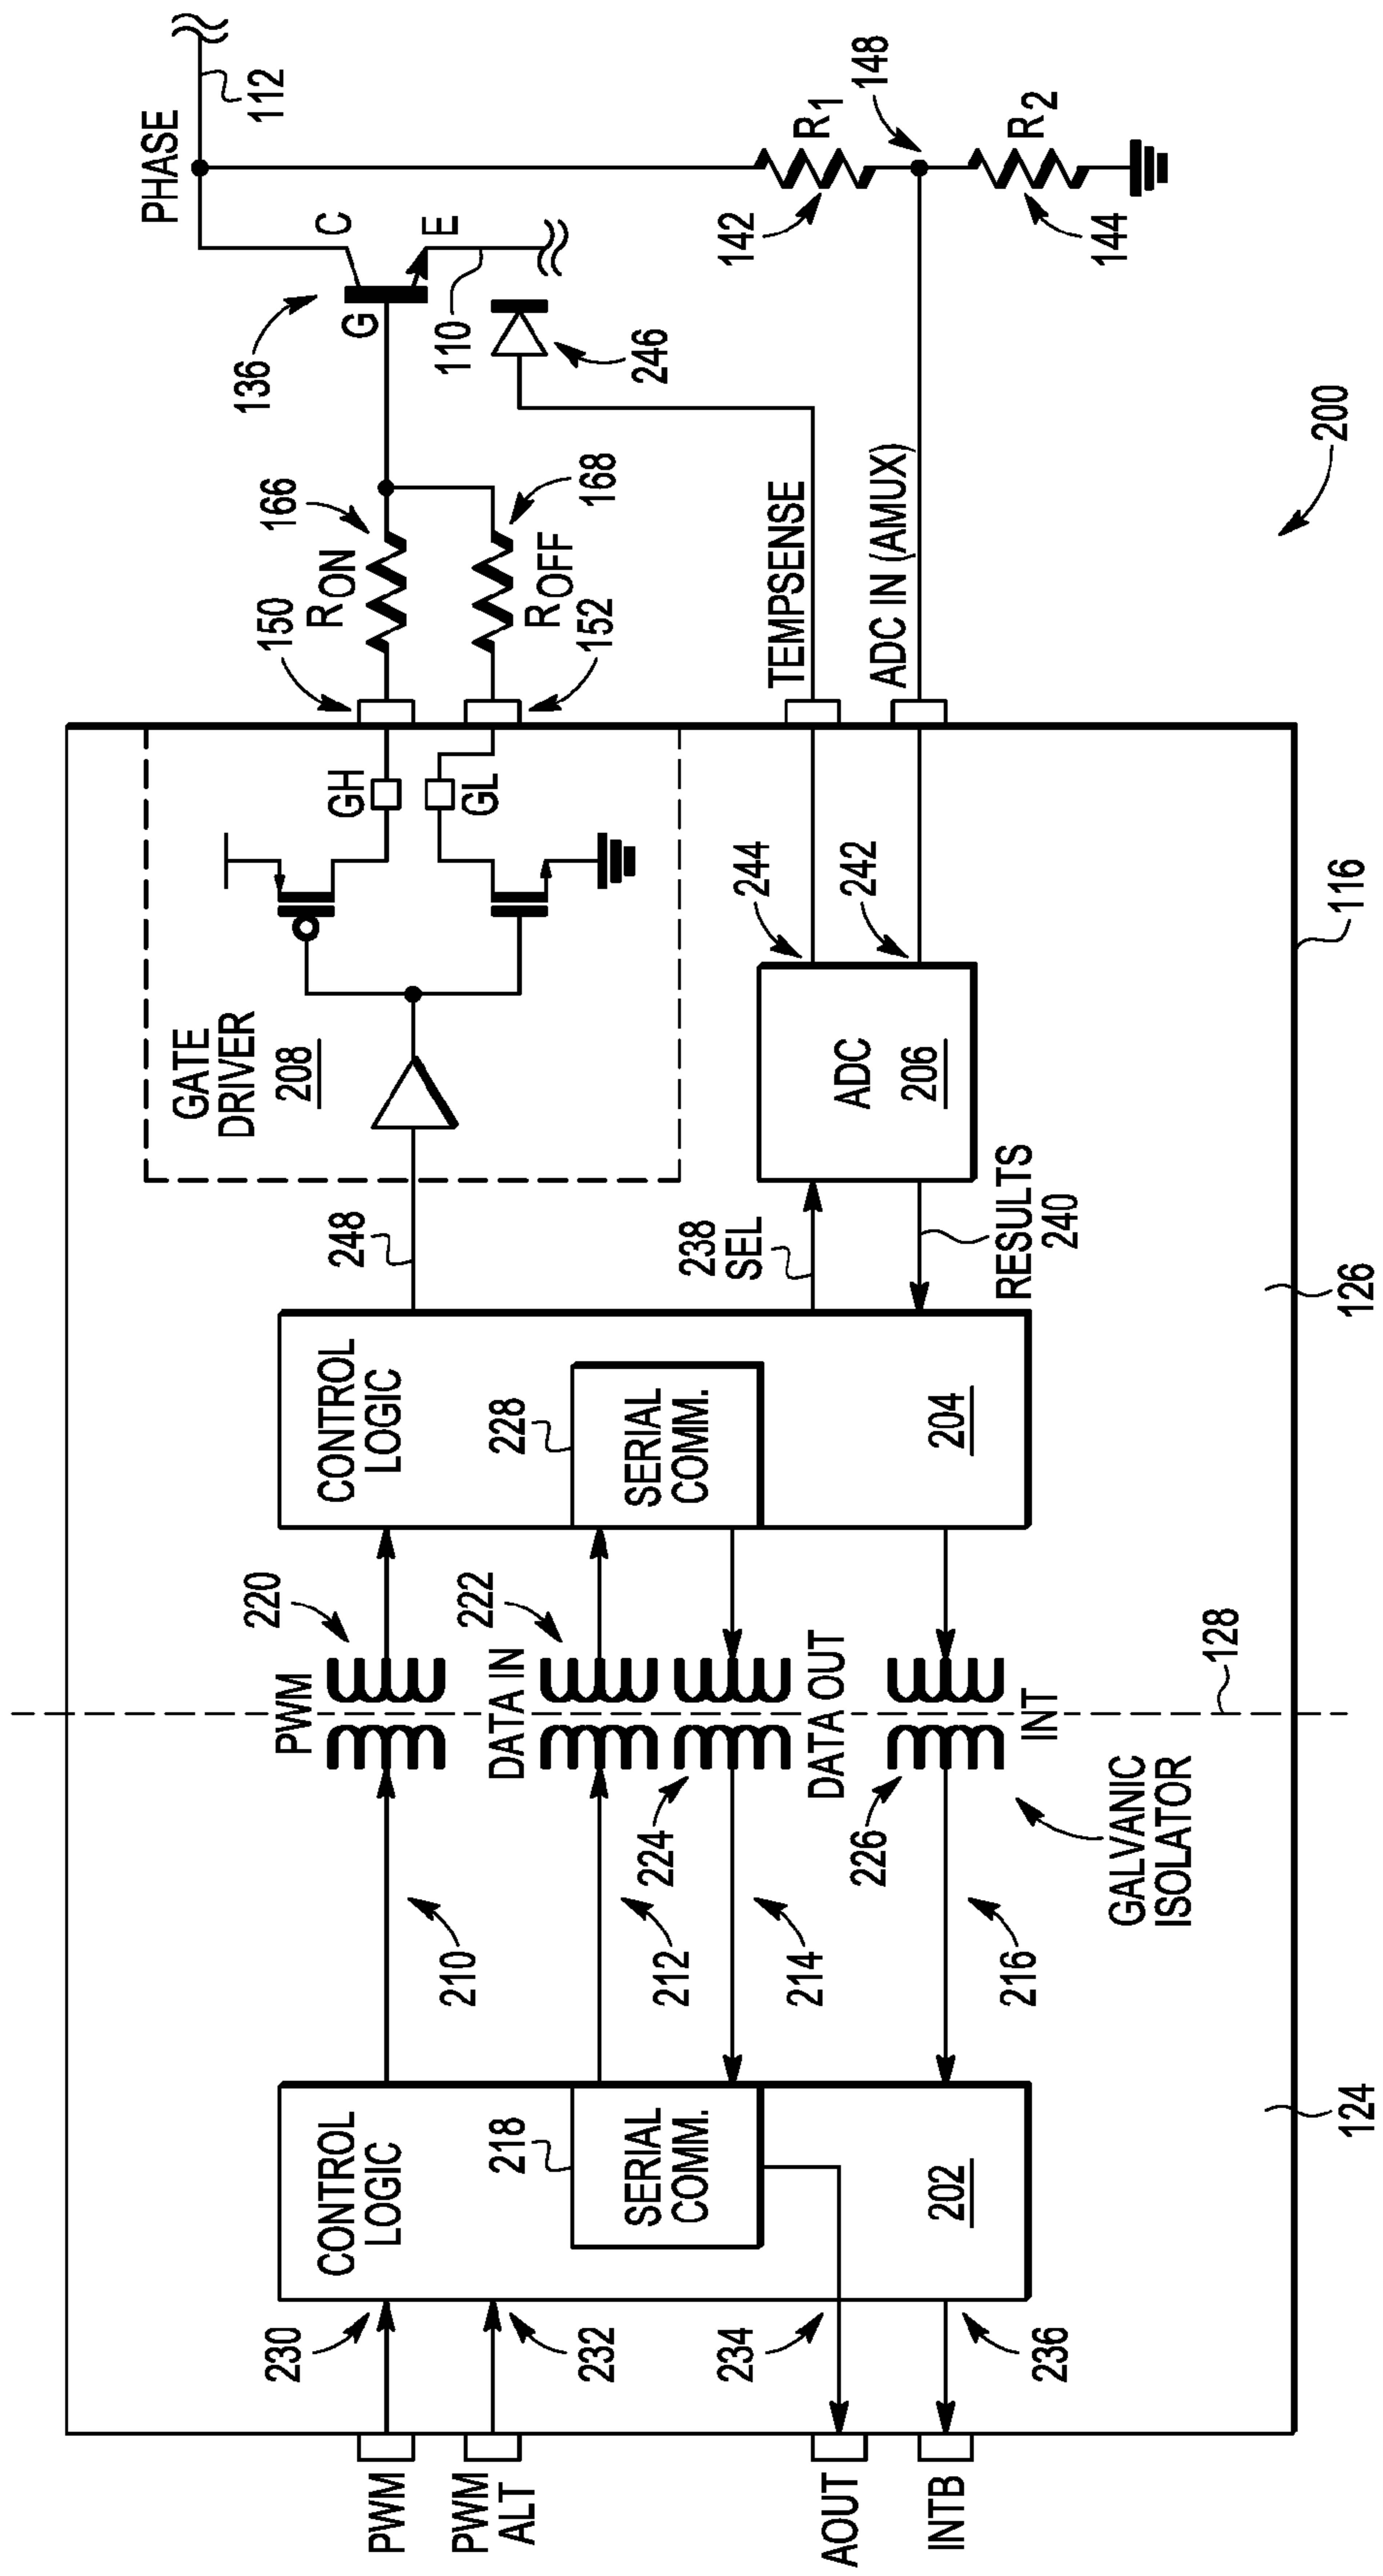 PHASE
112
C
E
G
136
110
246
R1
142
148
R2
144
200
166
RON
150
168
ROFF
152
TEMPSENSE
ADC IN (AMUX)
GATE
DRIVER
208
GH
GL
244
242
ADC
206
116
248
238
SEL
RESULTS
240
126
CONTROL
LOGIC
228
SERIAL
COMM.
204
220
PWM
222
DATA IN
224
DATA OUT
226
INT
128
GALVANIC
ISOLATOR
210
212
214
216
124
CONTROL
LOGIC
218
SERIAL
COMM.
202
230
232
234
236
PWM
PWM
ALT
AOUT
INTB